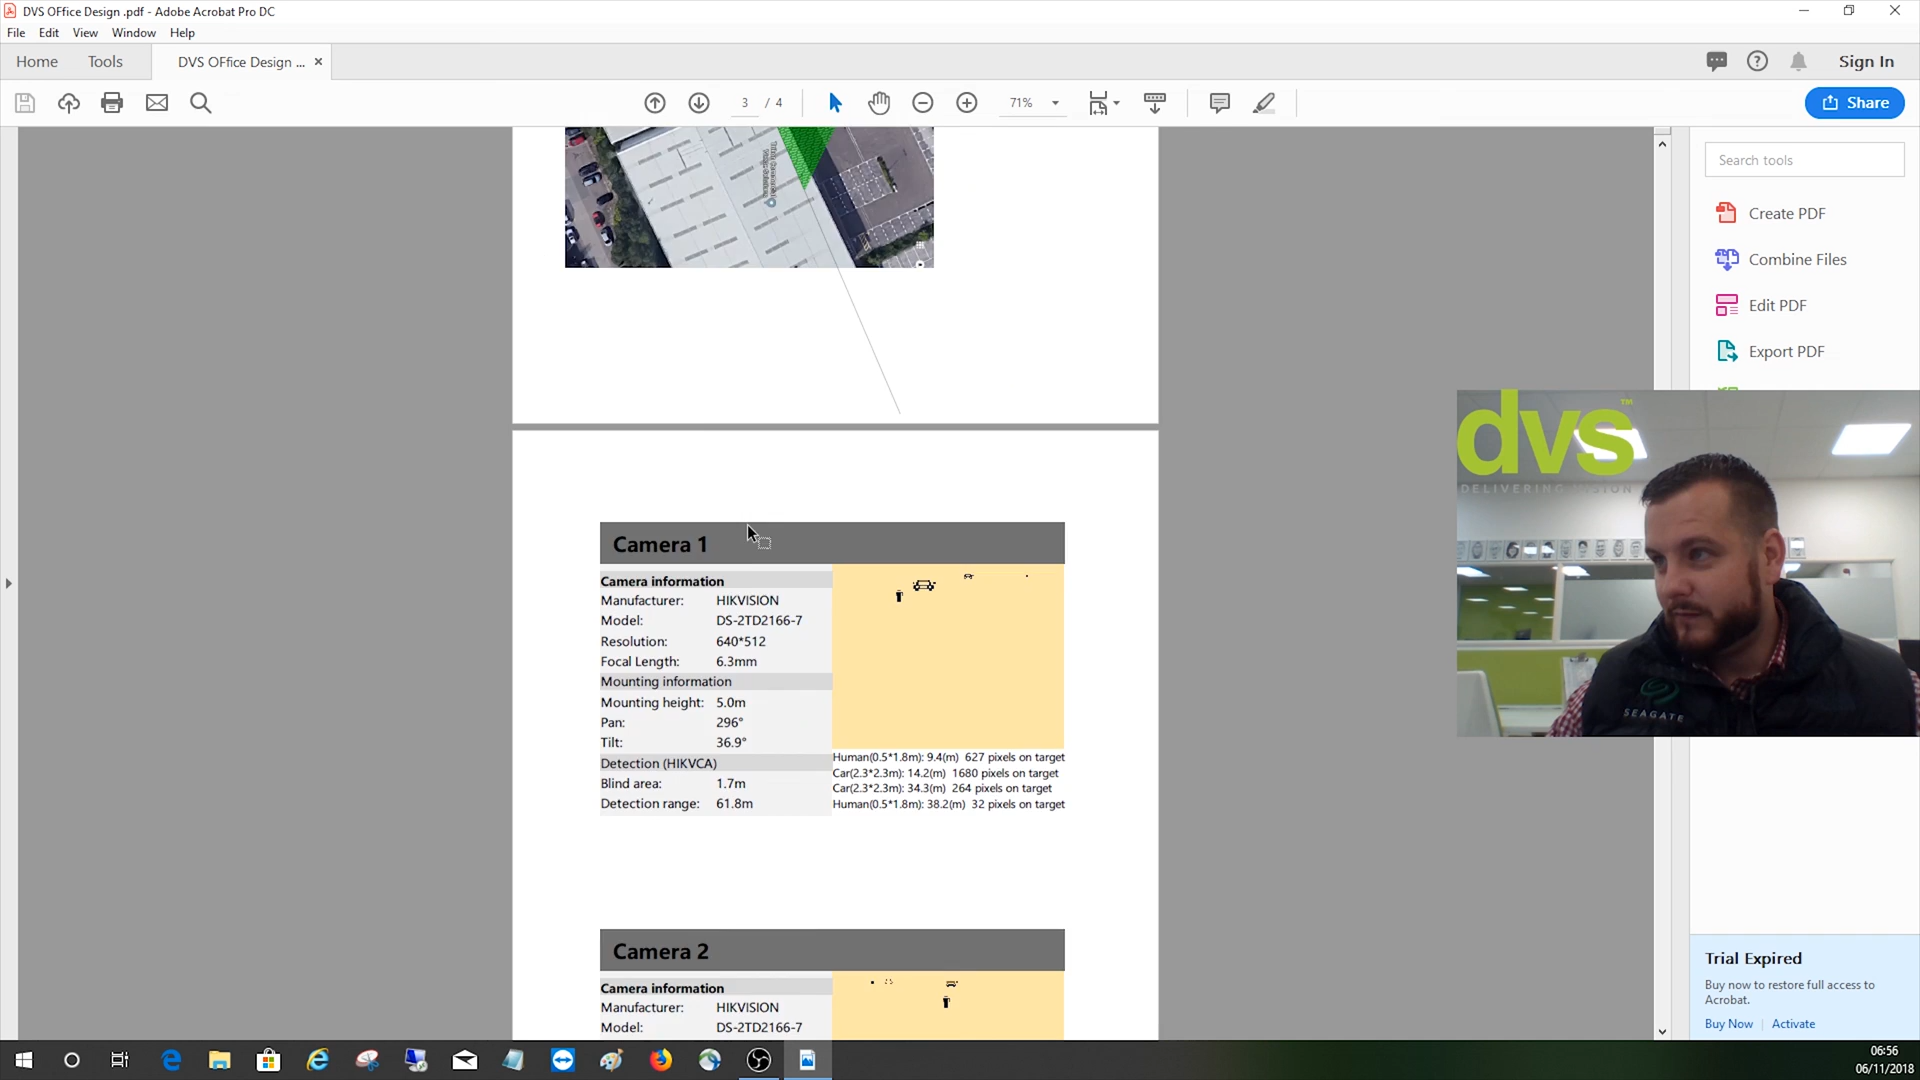 DVS OFfice Design .pdf - Adobe Acrobat Pro DC
File Edit View Window Help
Home Tools DVS OFfice Design ... ×
? Sign In
3 / 4 71% Share
Search tools
Create PDF
Combine Files
Edit PDF
Export PDF
dvs™
DELIVERING VISION
SEAGATE
Camera 1
Camera information
Manufacturer: HIKVISION
Model: DS-2TD2166-7
Resolution: 640*512
Focal Length: 6.3mm
Mounting information
Mounting height: 5.0m
Pan: 296°
Tilt: 36.9°
Detection (HIKVCA)
Blind area: 1.7m
Detection range: 61.8m
Human(0.5*1.8m): 9.4(m) 627 pixels on target
Car(2.3*2.3m): 14.2(m) 1680 pixels on target
Car(2.3*2.3m): 34.3(m) 264 pixels on target
Human(0.5*1.8m): 38.2(m) 32 pixels on target
Camera 2
Camera information
Manufacturer: HIKVISION
Model: DS-2TD2166-7
Trial Expired
Buy now to restore full access to
Acrobat.
Buy Now | Activate
06:56
06/11/2018